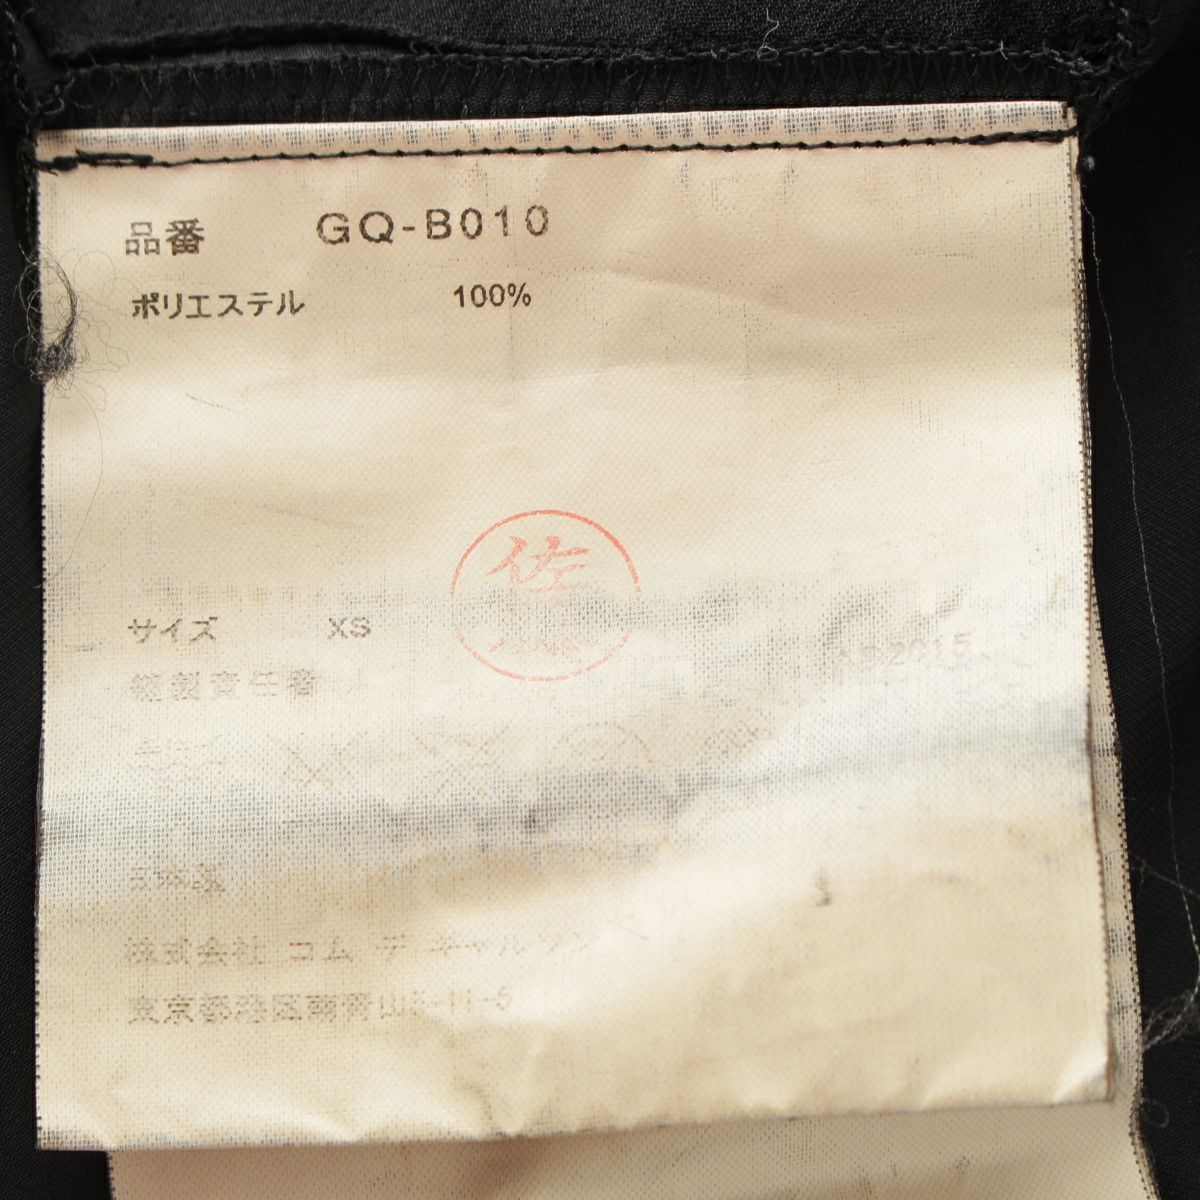 品番 GQ-B010
ポリエステル 100%
佐
サイズ XS
2015
縫製責任者
日本製
株式会社 コム デ ギャルソン
東京都港区南青山5-11-5